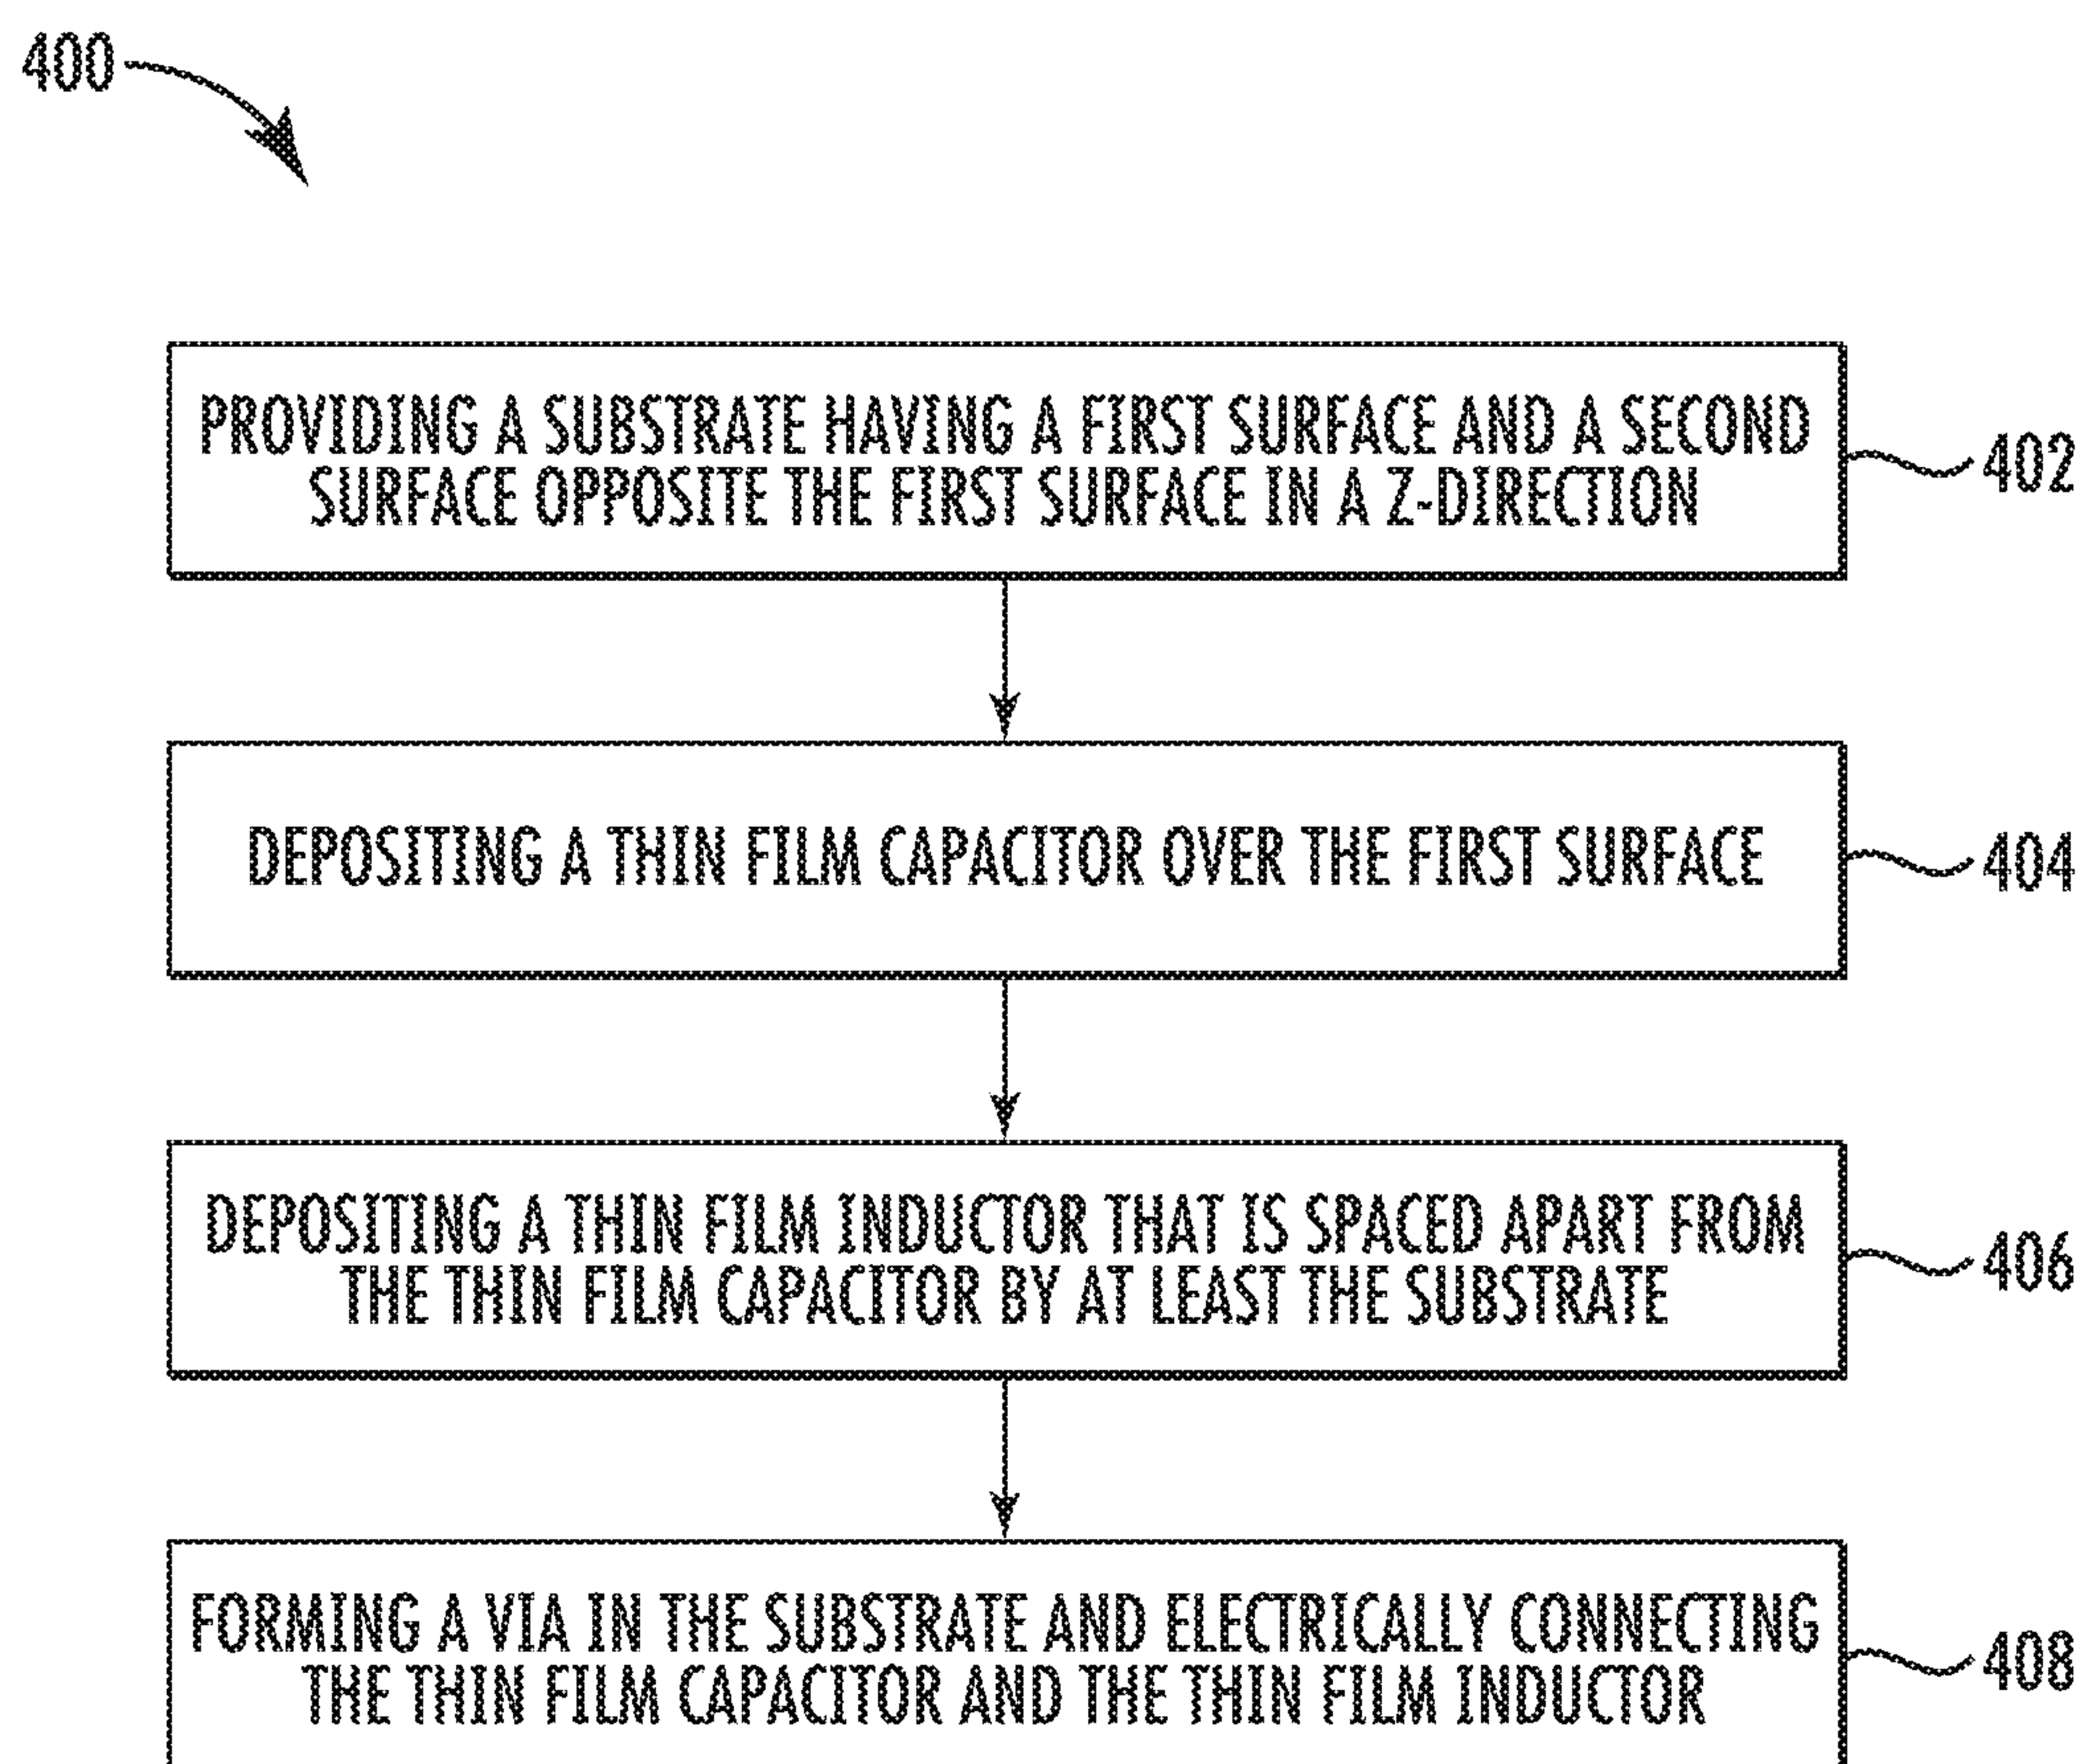 400
PROVIDING A SUBSTRATE HAVING A FIRST SURFACE AND A SECOND
SURFACE OPPOSITE THE FIRST SURFACE IN A Z-DIRECTION
402
DEPOSITING A THIN FILM CAPACITOR OVER THE FIRST SURFACE
404
DEPOSITING A THIN FILM INDUCTOR THAT IS SPACED APART FROM
THE THIN FILM CAPACITOR BY AT LEAST THE SUBSTRATE
406
FORMING A VIA IN THE SUBSTRATE AND ELECTRICALLY CONNECTING
THE THIN FILM CAPACITOR AND THE THIN FILM INDUCTOR
408